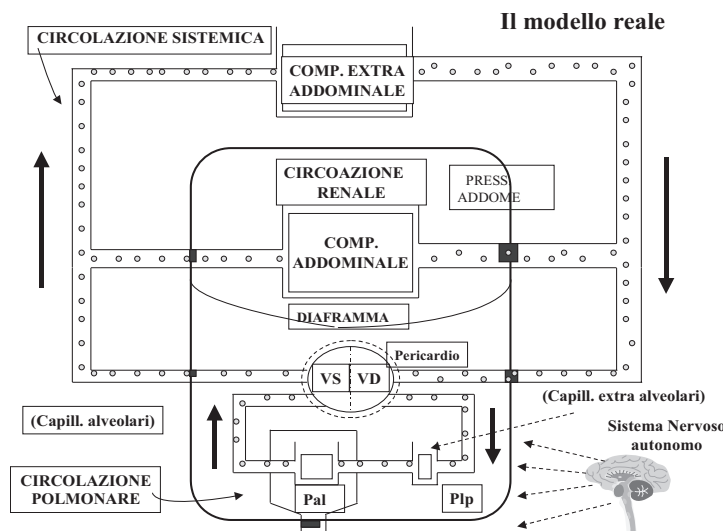 Il modello reale
CIRCOLAZIONE SISTEMICA
COMP. EXTRA
ADDOMINALE
CIRCOAZIONE
RENALE
PRESS.
ADDOME
COMP.
ADDOMINALE
DIAFRAMMA
Pericardio
VS
VD
(Capill. extra alveolari)
(Capill. alveolari)
Sistema Nervoso
autonomo
CIRCOLAZIONE
POLMONARE
Pal
Plp